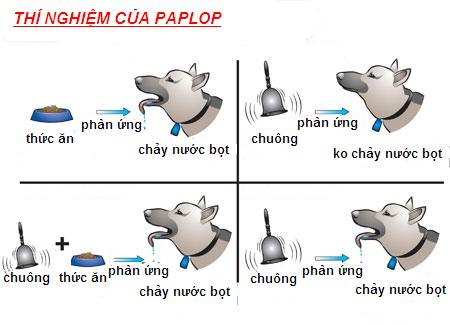 THÍ NGHIỆM CỦA PAPLOP
thức ăn
phản ứng
chảy nước bọt
chuông
phản ứng
ko chảy nước bọt
chuông
+
thức ăn
phản ứng
chảy nước bọt
chuông
phản ứng
chảy nước bọt